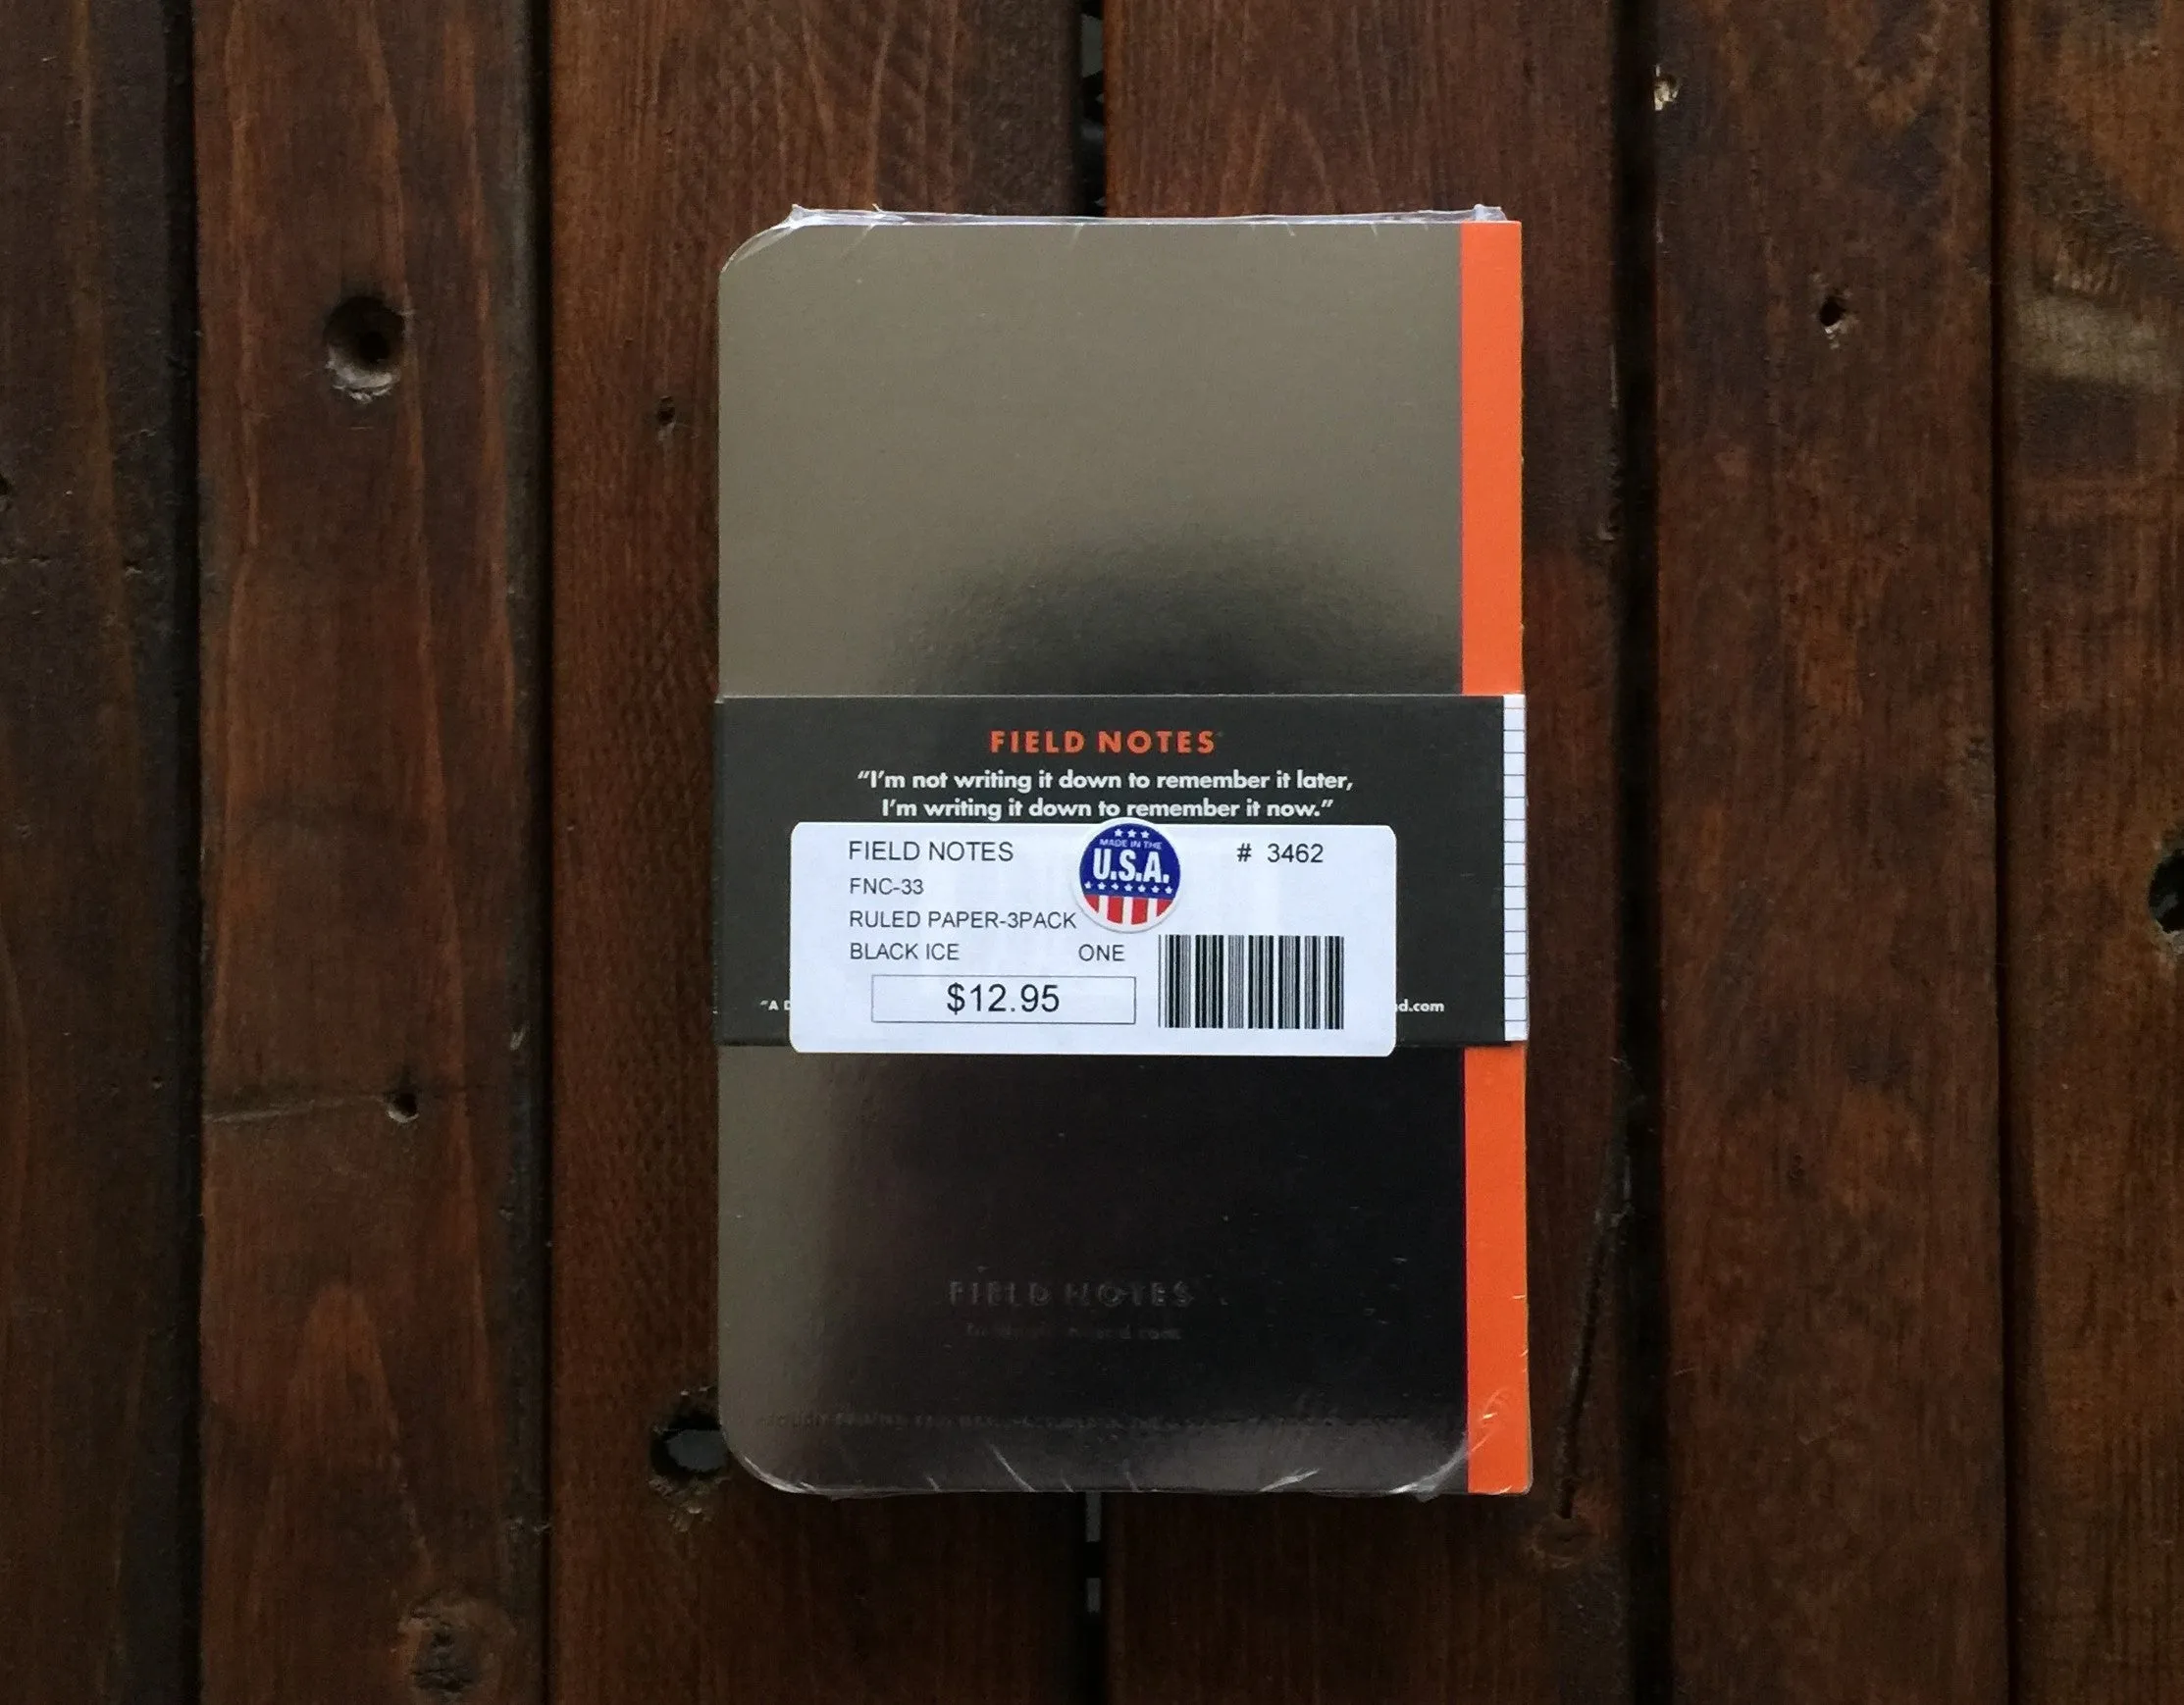 FIELD NOTES
“I’m not writing it down to remember it later,
I’m writing it down to remember it now.”
FIELD NOTES
# 3462
MADE IN THE
U.S.A.
FNC-33
RULED PAPER-3PACK
BLACK ICE
ONE
$12.95
“A
FIELD NOTES